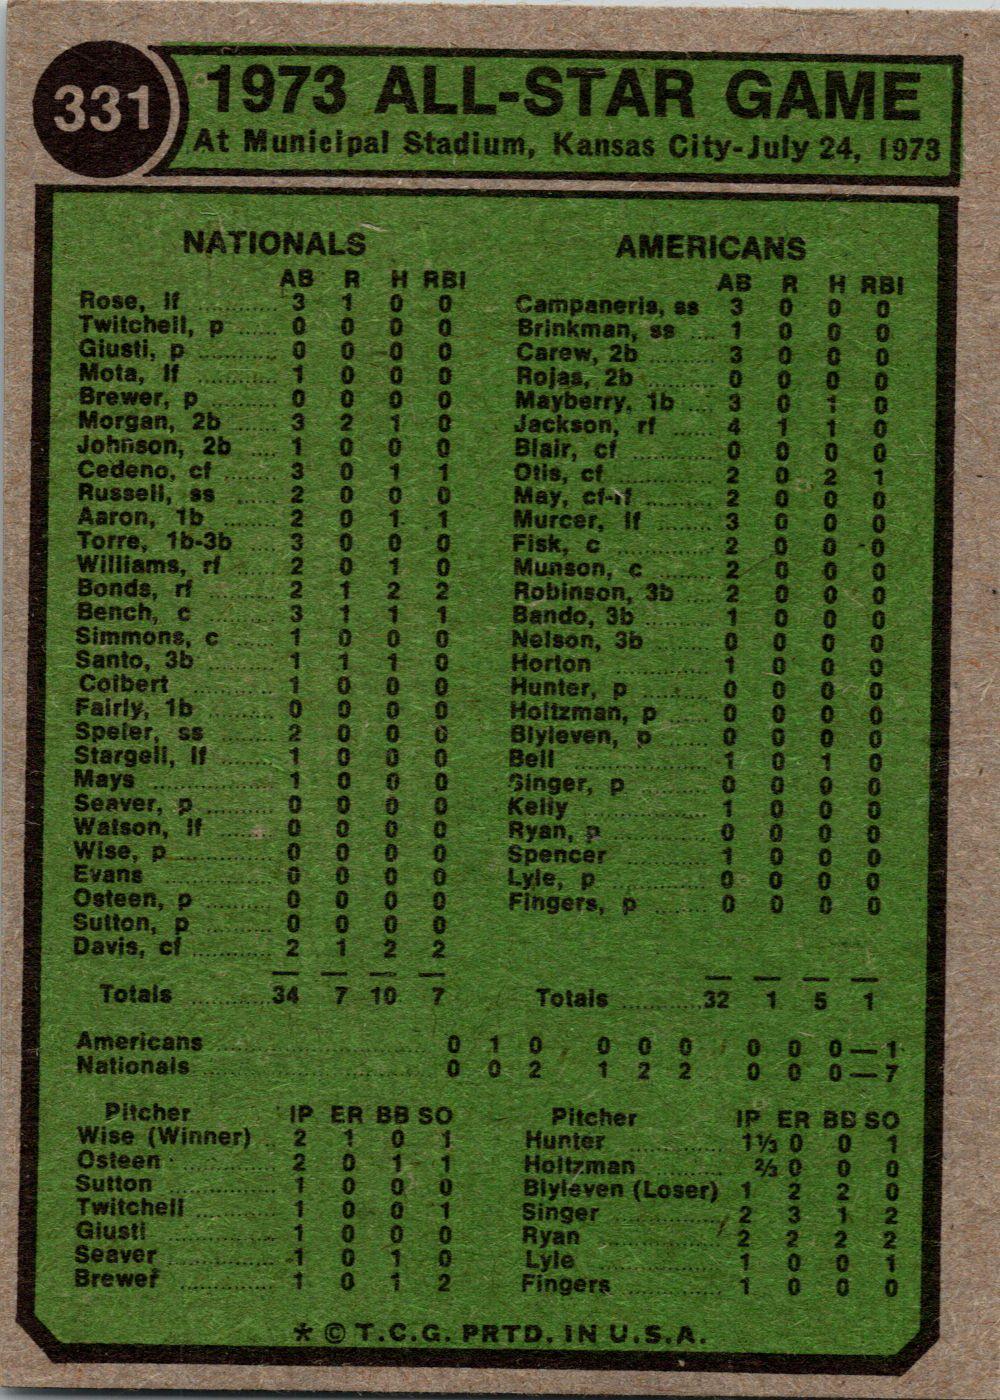 331
1973 ALL-STAR GAME
At Municipal Stadium, Kansas City-July 24, 1973
NATIONALS
AB R H RBI
Rose, lf 3 1 0 0
Twitchell, p 0 0 0 0
Giusti, p 0 0 0 0
Mota, lf 1 0 0 0
Brewer, p 0 0 0 0
Morgan, 2b 3 2 1 0
Johnson, 2b 1 0 0 0
Cedeno, cf 3 0 1 1
Russell, ss 2 0 0 0
Aaron, 1b 2 0 1 1
Torre, 1b-3b 3 0 0 0
Williams, rf 2 0 1 0
Bonds, rf 2 1 2 2
Bench, c 3 1 1 1
Simmons, c 1 0 0 0
Santo, 3b 1 1 1 0
Colbert 1 0 0 0
Fairly, 1b 0 0 0 0
Speier, ss 2 0 0 0
Stargell, lf 1 0 0 0
Mays 1 0 0 0
Seaver, p 0 0 0 0
Watson, lf 0 0 0 0
Wise, p 0 0 0 0
Evans 0 0 0 0
Osteen, p 0 0 0 0
Sutton, p 0 0 0 0
Davis, cf 2 1 2 2
Totals 34 7 10 7
AMERICANS
AB R H RBI
Campaneris, ss 3 0 0 0
Brinkman, ss 1 0 0 0
Carew, 2b 3 0 0 0
Rojas, 2b 0 0 0 0
Mayberry, 1b 3 0 1 0
Jackson, rf 4 1 1 0
Blair, cf 0 0 0 0
Otis, cf 2 0 2 1
May, cf-lf 2 0 0 0
Murcer, lf 3 0 0 0
Fisk, c 2 0 0 0
Munson, c 2 0 0 0
Robinson, 3b 2 0 0 0
Bando, 3b 1 0 0 0
Nelson, 3b 0 0 0 0
Horton 1 0 0 0
Hunter, p 0 0 0 0
Holtzman, p 0 0 0 0
Blyleven, p 0 0 0 0
Bell 1 0 1 0
Singer, p 0 0 0 0
Kelly 1 0 0 0
Ryan, p 0 0 0 0
Spencer 1 0 0 0
Lyle, p 0 0 0 0
Fingers, p 0 0 0 0
Totals 32 1 5 1
Americans 0 1 0 0 0 0 0 0 0—1
Nationals 0 0 2 1 2 2 0 0 0—7
Pitcher IP ER BB SO
Wise (Winner) 2 1 0 1
Osteen 2 0 1 1
Sutton 1 0 0 0
Twitchell 1 0 0 1
Giusti 1 0 0 0
Seaver 1 0 1 0
Brewer 1 0 1 2
Pitcher IP ER BB SO
Hunter 1⅓ 0 0 1
Holtzman ⅔ 0 0 0
Blyleven (Loser) 1 2 2 0
Singer 2 3 1 2
Ryan 2 2 2 2
Lyle 1 0 0 1
Fingers 1 0 0 0
* © T.C.G. PRTD. IN U.S.A.